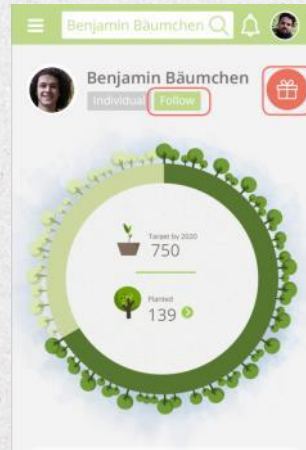 Benjamin Bäumchen
Benjamin Bäumchen
Individual Follow
Target by 2020
750
Planted
139